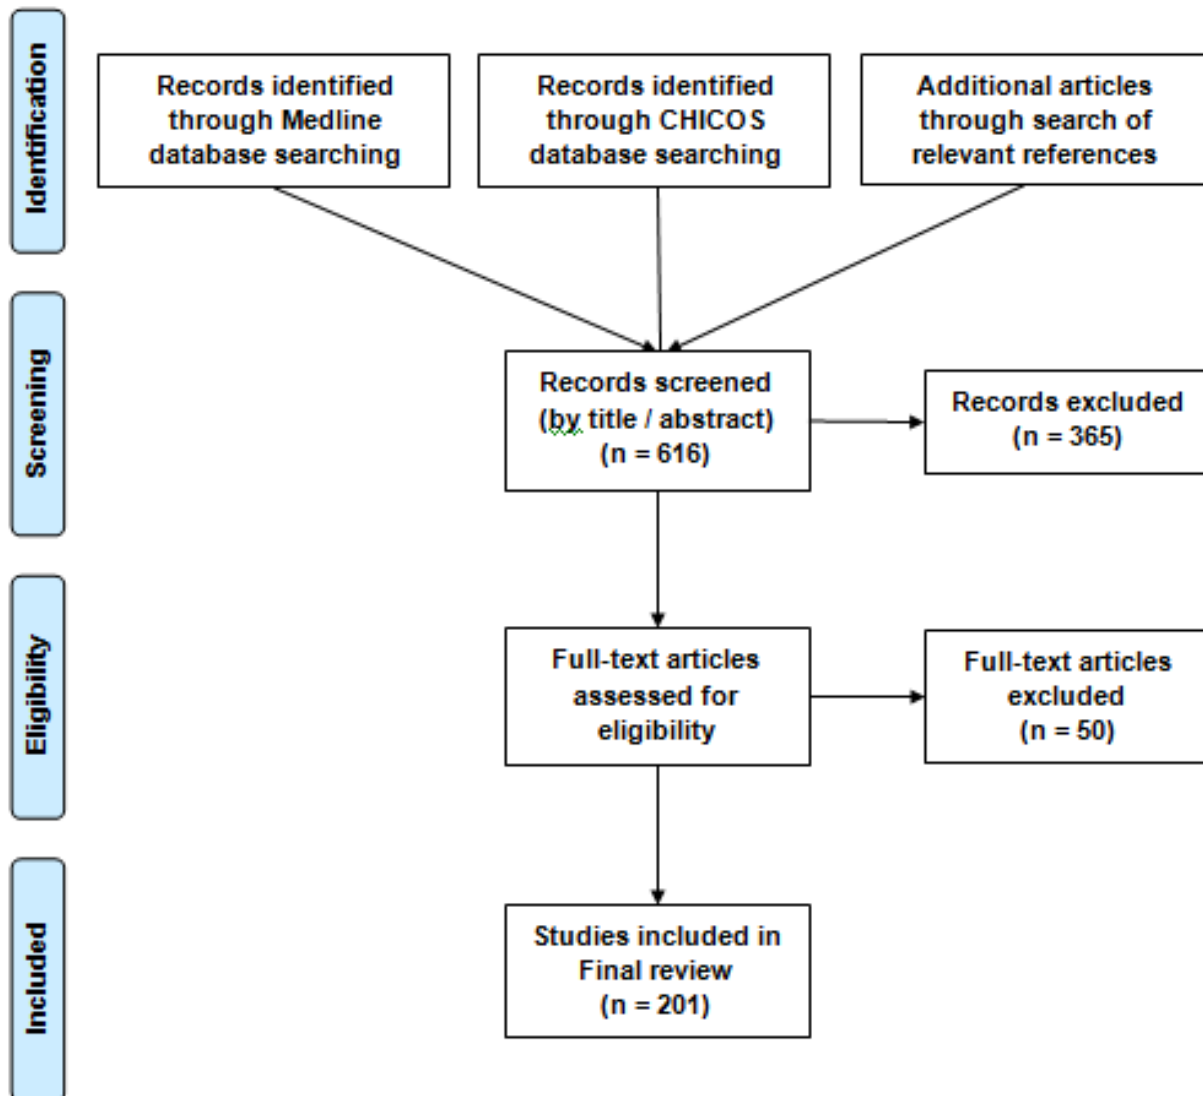 Identification
Records identified
through Medline
database searching
Records identified
through CHICOS
database searching
Additional articles
through search of
relevant references
Screening
Records screened
(by title / abstract)
(n = 616)
Records excluded
(n = 365)
Eligibility
Full-text articles
assessed for
eligibility
Full-text articles
excluded
(n = 50)
Included
Studies included in
Final review
(n = 201)